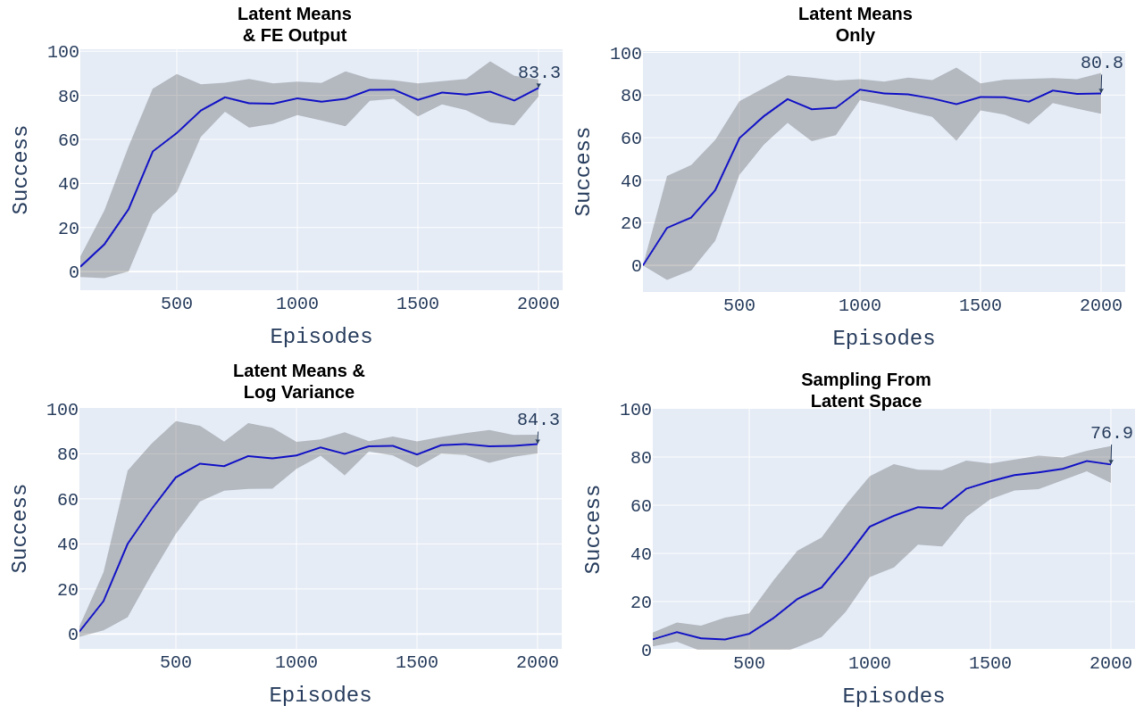 Latent Means
& FE Output
100
80
60
40
20
0
83.3
Success
500
1000
1500
2000
Episodes
Latent Means
Only
100
80
60
40
20
0
80.8
Success
500
1000
1500
2000
Episodes
Latent Means &
Log Variance
100
80
60
40
20
0
84.3
Success
500
1000
1500
2000
Episodes
Sampling From
Latent Space
100
80
60
40
20
0
76.9
Success
500
1000
1500
2000
Episodes